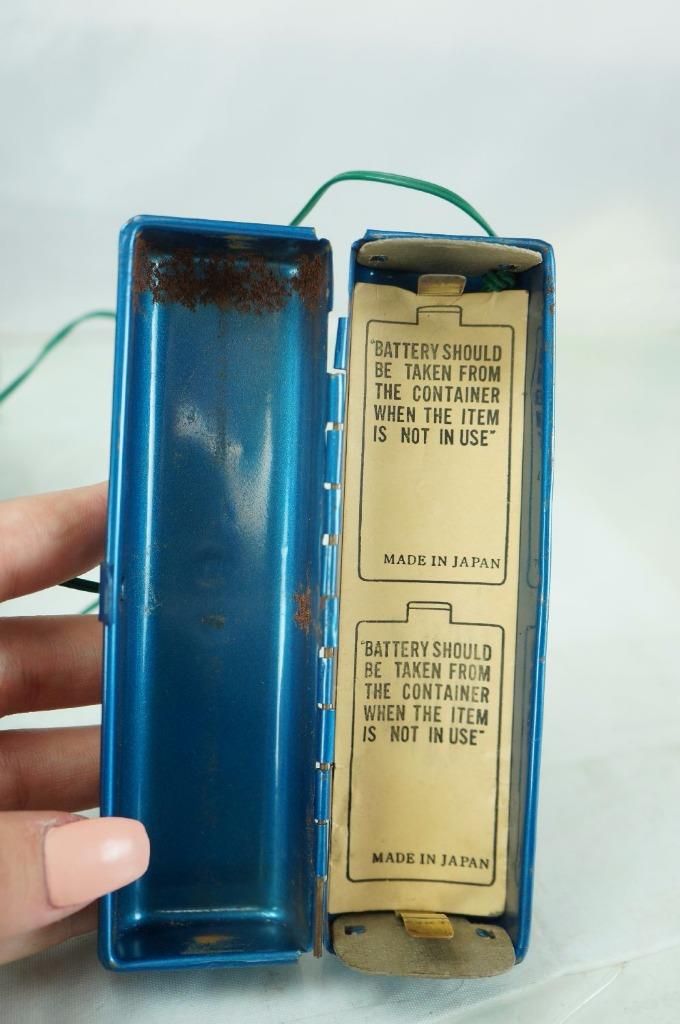 "BATTERY SHOULD
BE TAKEN FROM
THE CONTAINER
WHEN THE ITEM
IS NOT IN USE"
MADE IN JAPAN
"BATTERY SHOULD
BE TAKEN FROM
THE CONTAINER
WHEN THE ITEM
IS NOT IN USE"
MADE IN JAPAN